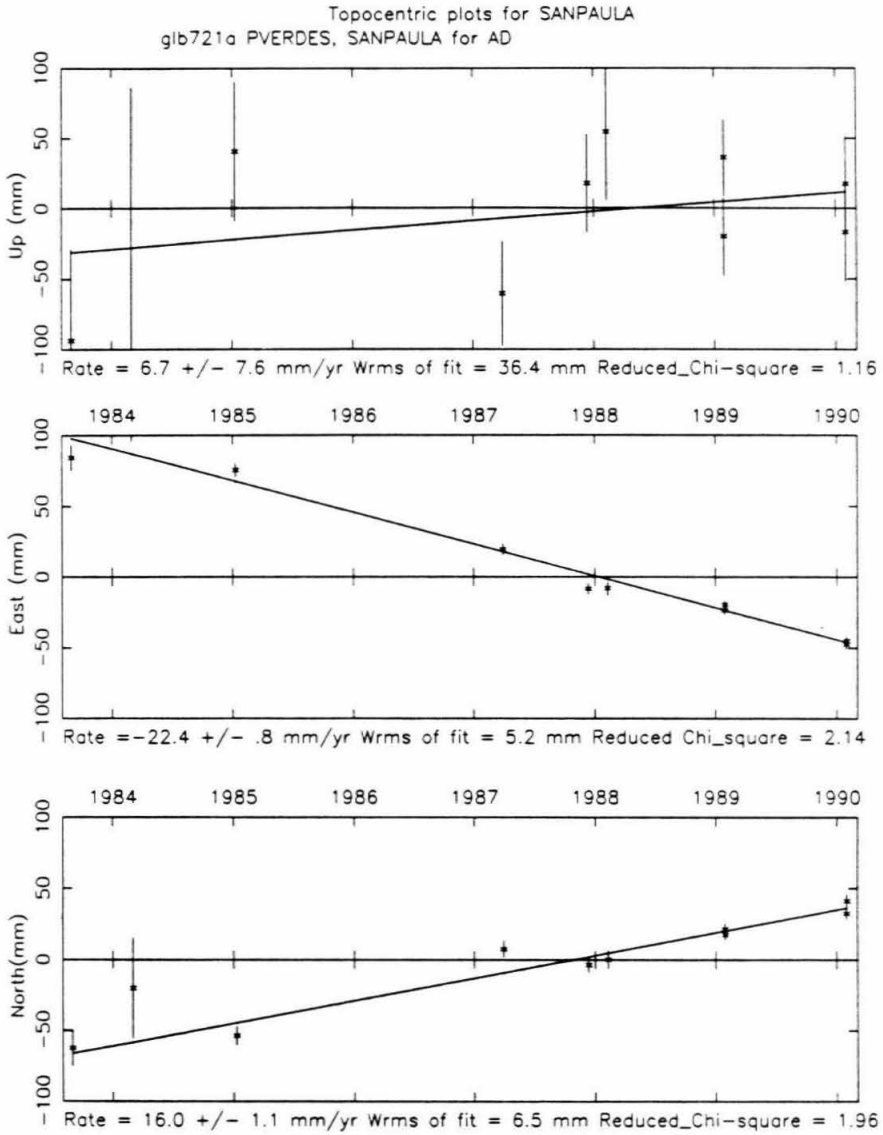 Topocentric plots for SANPAULA
glb721a PVERDES, SANPAULA for AD
100
50
0
-50
-100
Up (mm)
Rate = 6.7 +/- 7.6 mm/yr Wrms of fit = 36.4 mm Reduced_Chi-square = 1.16
1984 1985 1986 1987 1988 1989 1990
100
50
0
-50
-100
East (mm)
Rate =-22.4 +/- .8 mm/yr Wrms of fit = 5.2 mm Reduced Chi_square = 2.14
1984 1985 1986 1987 1988 1989 1990
100
50
0
-50
-100
North(mm)
Rate = 16.0 +/- 1.1 mm/yr Wrms of fit = 6.5 mm Reduced_Chi-square = 1.96